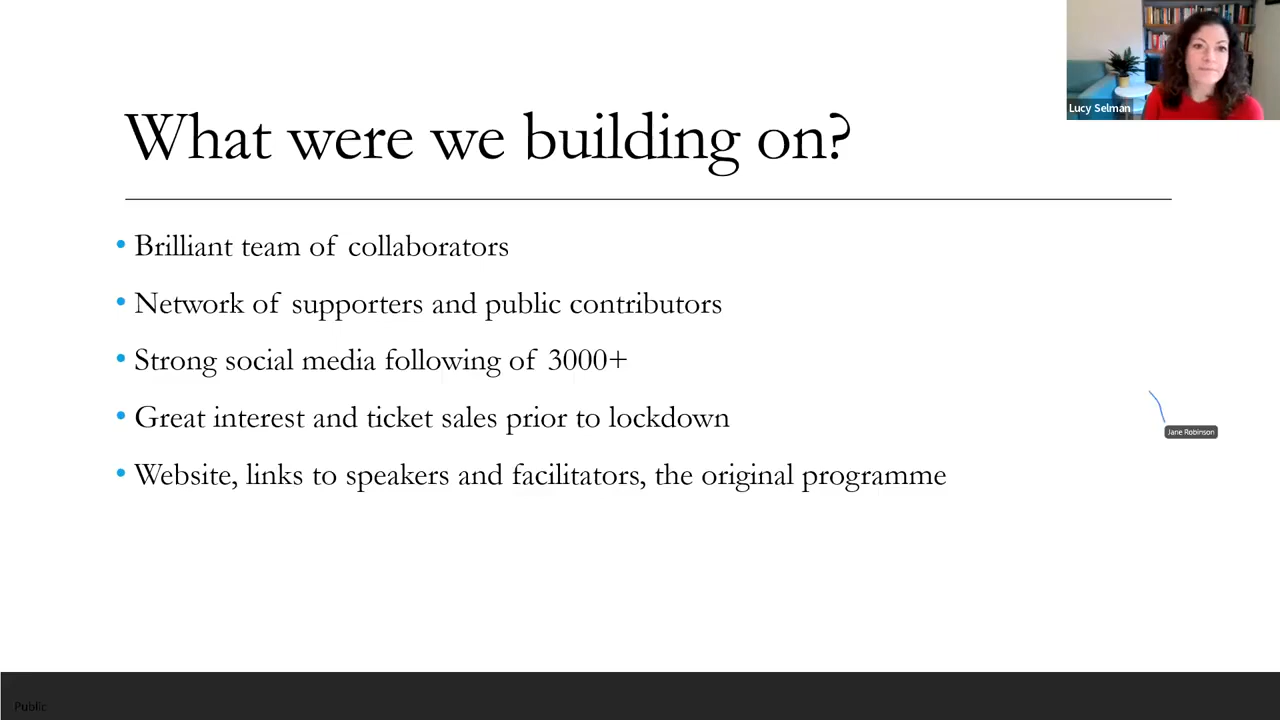 Lucy Selman
What were we building on?
• Brilliant team of collaborators
• Network of supporters and public contributors
• Strong social media following of 3000+
• Great interest and ticket sales prior to lockdown
Jane Robinson
• Website, links to speakers and facilitators, the original programme
Public